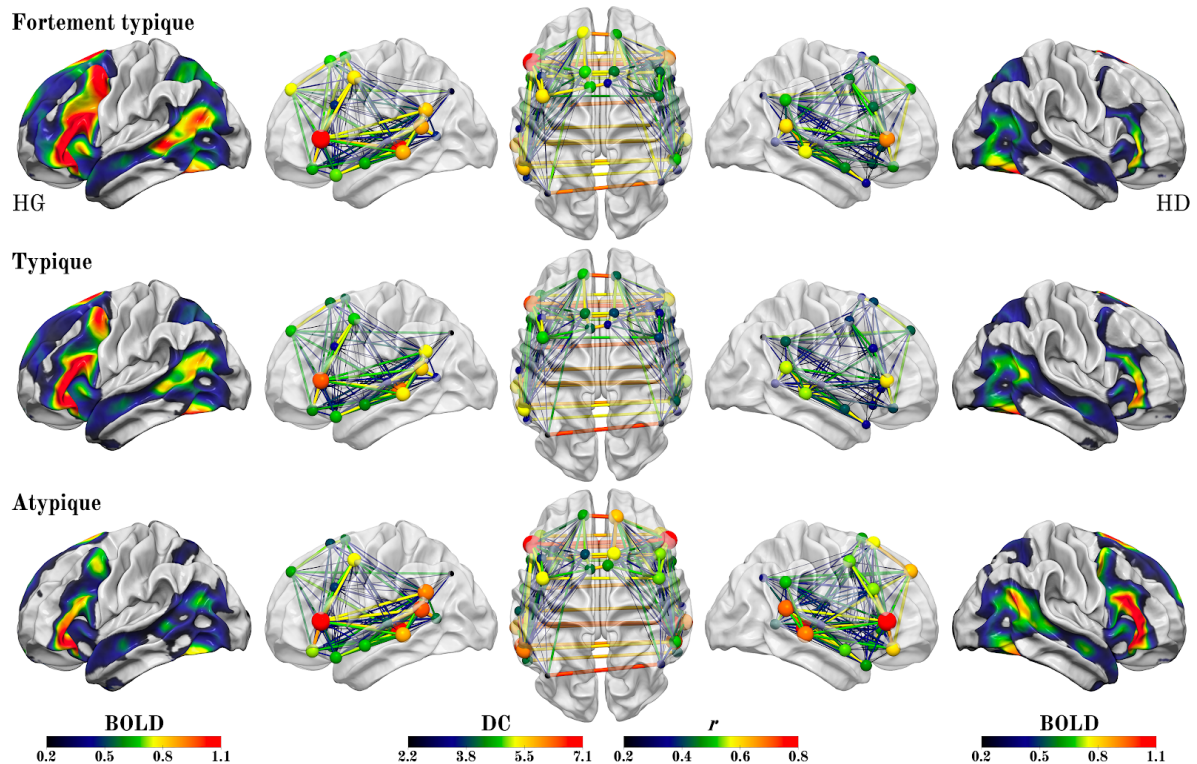 Fortement typique
HG
HD
Typique
Atypique
BOLD
DC
r
BOLD
0.2 0.5 0.8 1.1
2.2 3.8 5.5 7.1
0.2 0.4 0.6 0.8
0.2 0.5 0.8 1.1